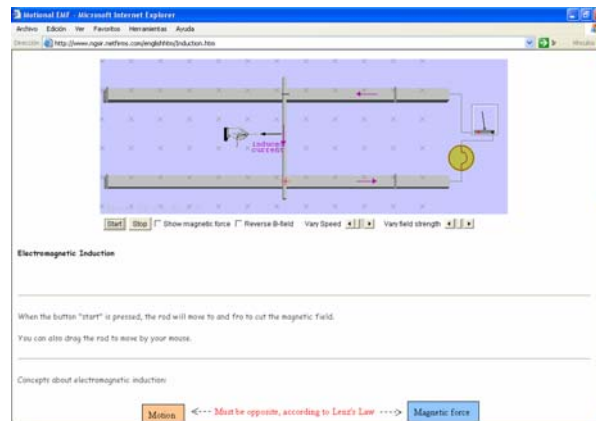 Motional EMF - Microsoft Internet Explorer
Archivo Edición Ver Favoritos Herramientas Ayuda
Dirección http://www.ngsir.netfirms.com/englishhtm/Induction.htm Ir Vínculos
induced
current
Start Stop Show magnetic force Reverse B-field Vary Speed Vary field strength
Electromagnetic Induction
When the button "start" is pressed, the rod will move to and fro to cut the magnetic field.
You can also drag the rod to move by your mouse.
Concepts about electromagnetic induction:
Motion <--- Must be opposite, according to Lenz's Law ----> Magnetic force